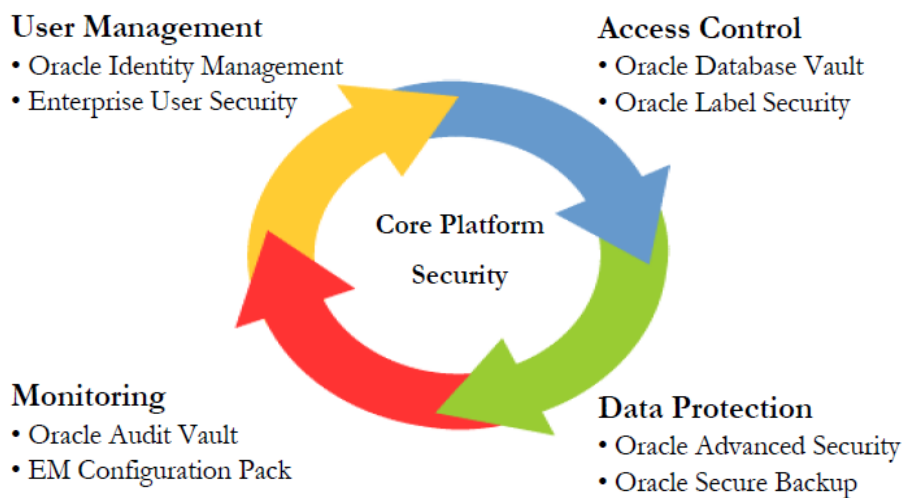 User Management
• Oracle Identity Management
• Enterprise User Security
Access Control
• Oracle Database Vault
• Oracle Label Security
Core Platform
Security
Monitoring
• Oracle Audit Vault
• EM Configuration Pack
Data Protection
• Oracle Advanced Security
• Oracle Secure Backup